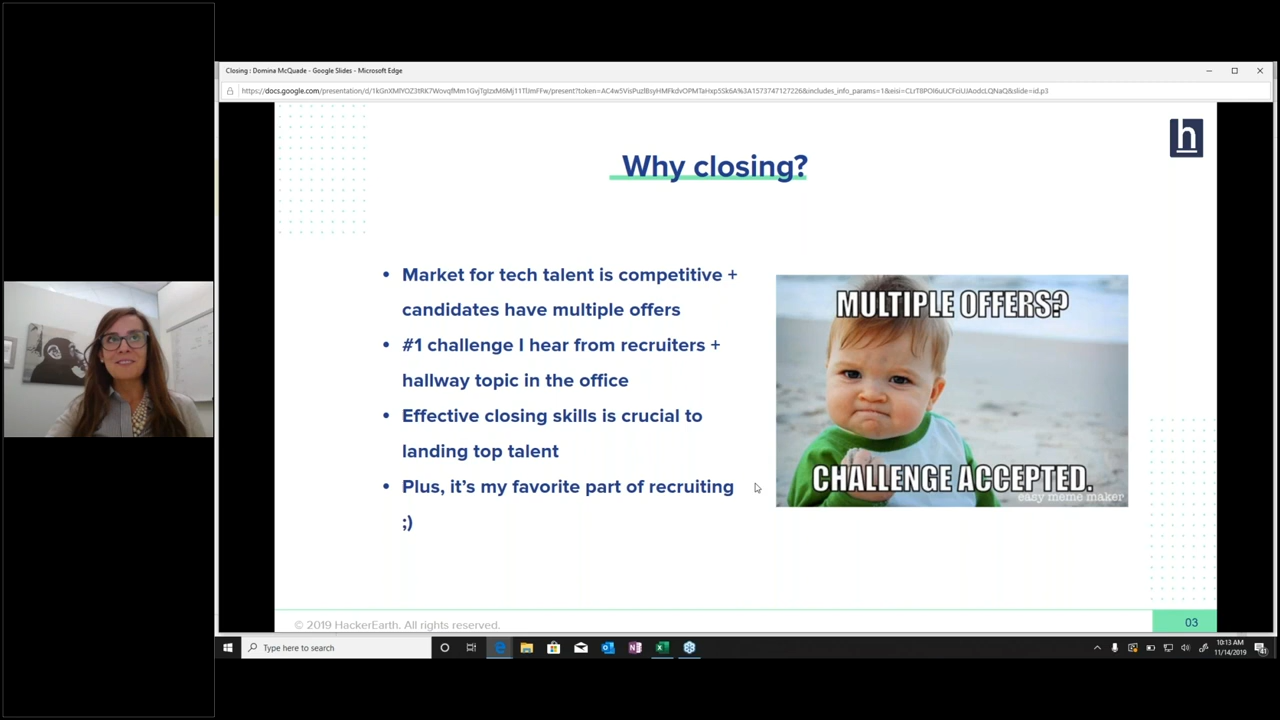 Closing : Domina McQuade - Google Slides - Microsoft Edge
h
Why closing?
• Market for tech talent is competitive +
candidates have multiple offers
• #1 challenge I hear from recruiters +
hallway topic in the office
• Effective closing skills is crucial to
landing top talent
• Plus, it’s my favorite part of recruiting
;)
MULTIPLE OFFERS?
CHALLENGE ACCEPTED.
easy meme maker
© 2019 HackerEarth. All rights reserved.
03
Type here to search
10:13 AM
11/14/2019